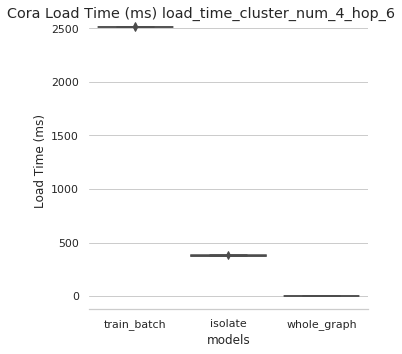 Cora Load Time (ms) load_time_cluster_num_4_hop_6
2500
2000
1500
1000
500
0
Load Time (ms)
train_batch
isolate
whole_graph
models